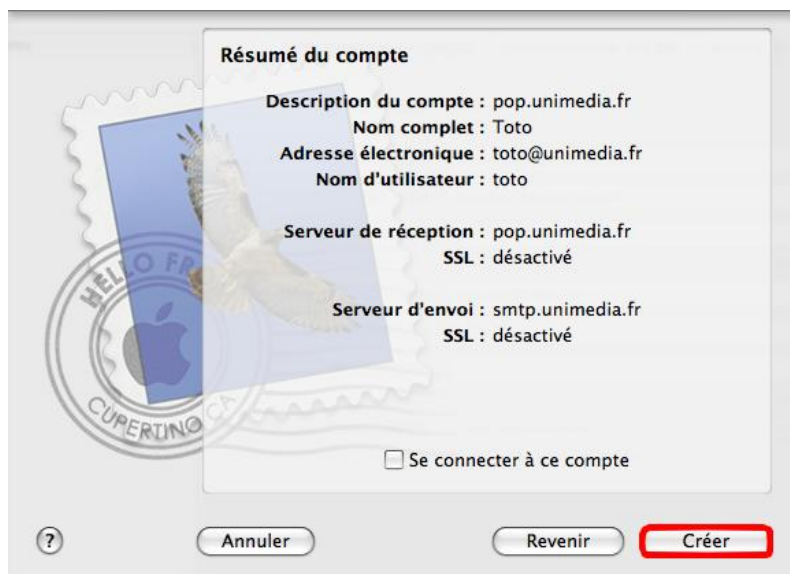 Résumé du compte
Description du compte : pop.unimedia.fr
Nom complet : Toto
Adresse électronique : toto@unimedia.fr
Nom d'utilisateur : toto
Serveur de réception : pop.unimedia.fr
SSL : désactivé
Serveur d'envoi : smtp.unimedia.fr
SSL : désactivé
HELLO FR
CUPERTINO CA
Se connecter à ce compte
? Annuler Revenir Créer